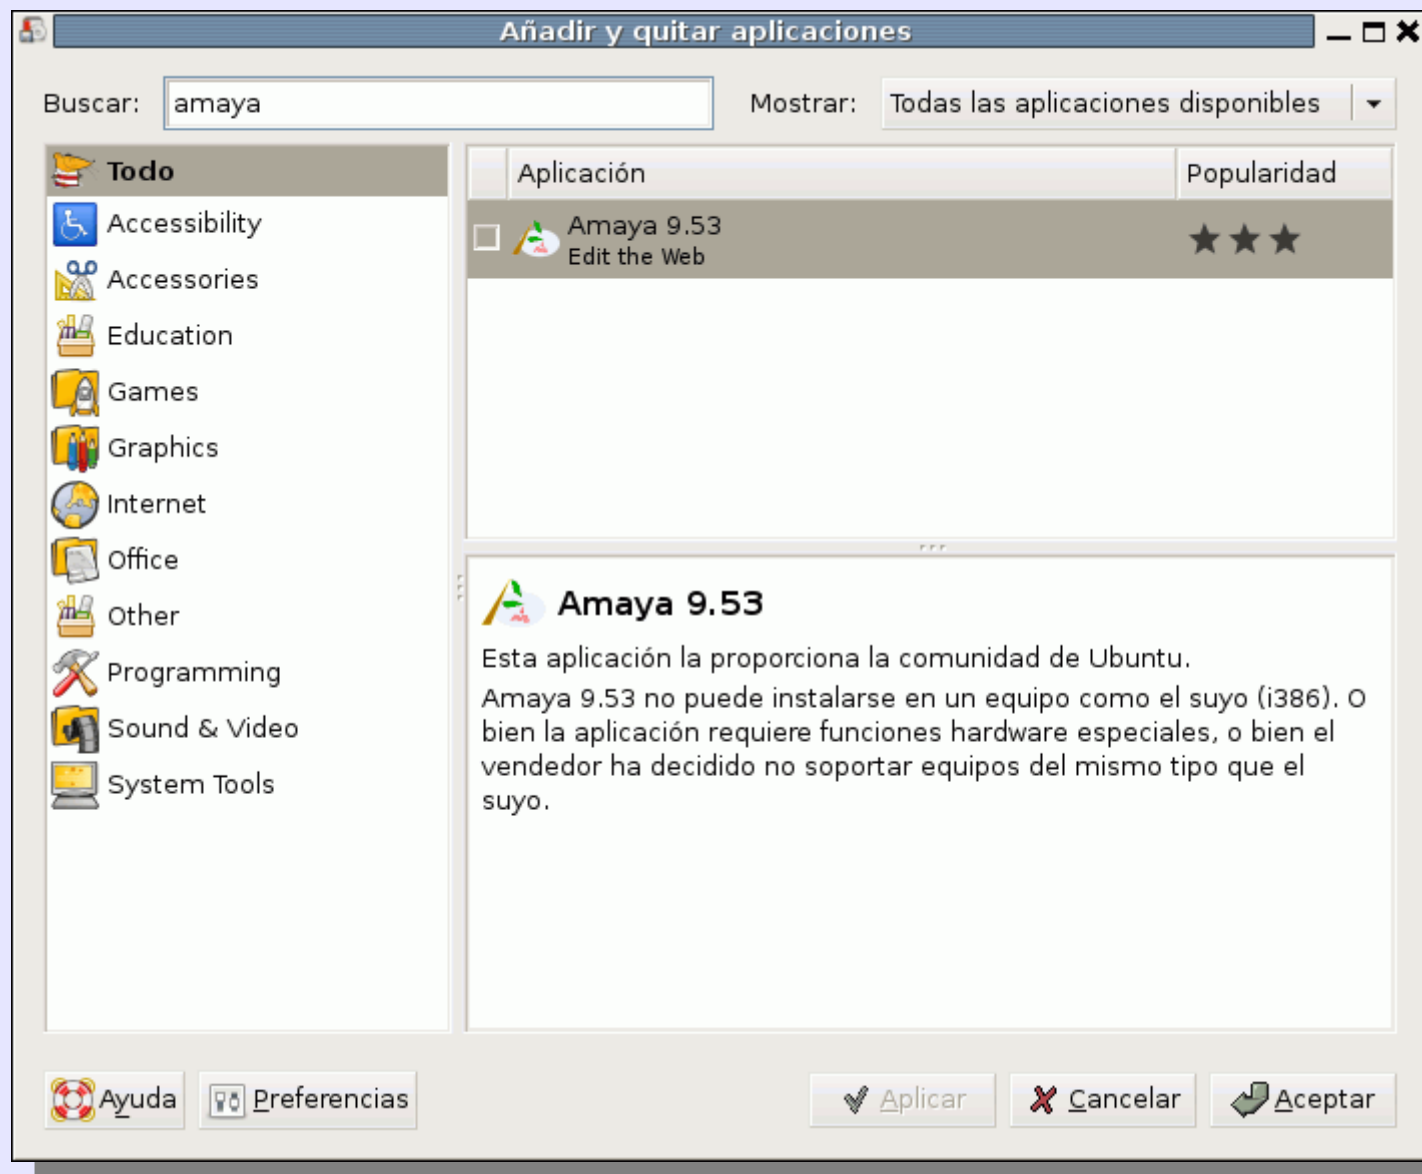 Añadir y quitar aplicaciones
Buscar: amaya Mostrar: Todas las aplicaciones disponibles
Todo
Accessibility
Accessories
Education
Games
Graphics
Internet
Office
Other
Programming
Sound & Video
System Tools
Aplicación Popularidad
Amaya 9.53
Edit the Web
Amaya 9.53
Esta aplicación la proporciona la comunidad de Ubuntu.
Amaya 9.53 no puede instalarse en un equipo como el suyo (i386). O
bien la aplicación requiere funciones hardware especiales, o bien el
vendedor ha decidido no soportar equipos del mismo tipo que el
suyo.
Ayuda Preferencias Aplicar Cancelar Aceptar